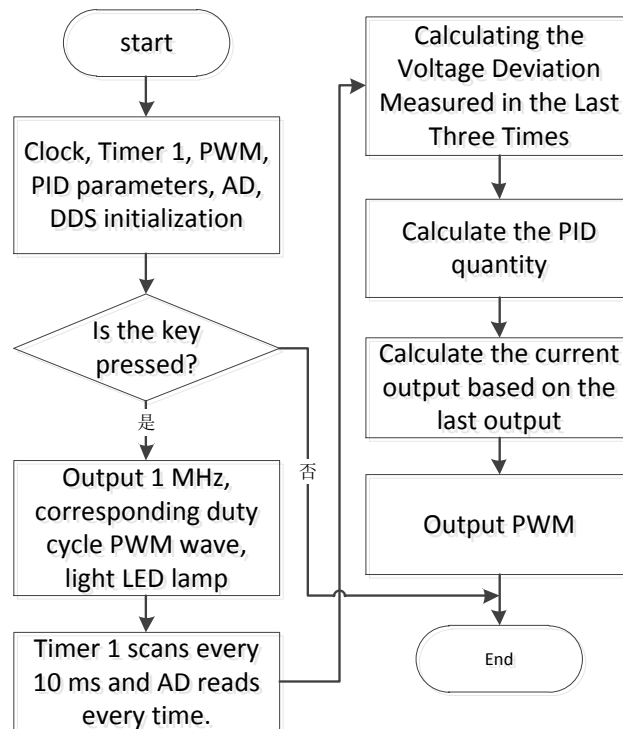 start
Clock, Timer 1, PWM,
PID parameters, AD,
DDS initialization
Is the key
pressed?
是
否
Output 1 MHz,
corresponding duty
cycle PWM wave,
light LED lamp
Timer 1 scans every
10 ms and AD reads
every time.
Calculating the
Voltage Deviation
Measured in the Last
Three Times
Calculate the PID
quantity
Calculate the current
output based on the
last output
Output PWM
End